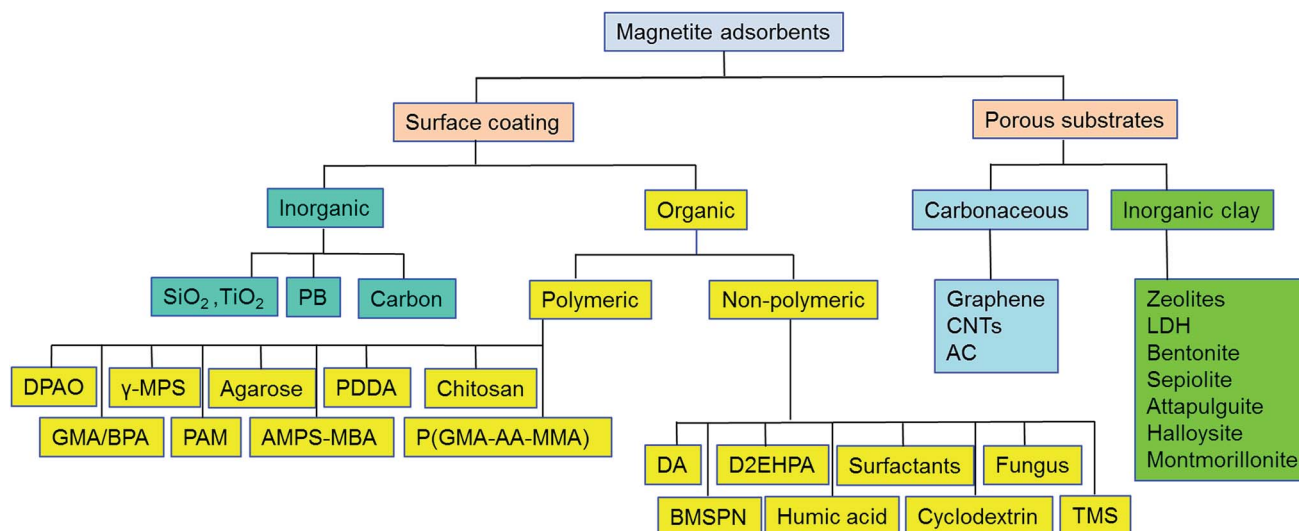 Magnetite adsorbents
Surface coating
Porous substrates
Inorganic
Organic
Carbonaceous
Inorganic clay
SiO₂ ,TiO₂
PB
Carbon
Polymeric
Non-polymeric
Graphene
CNTs
AC
Zeolites
LDH
Bentonite
Sepiolite
Attapulguite
Halloysite
Montmorillonite
DPAO
γ-MPS
Agarose
PDDA
Chitosan
GMA/BPA
PAM
AMPS-MBA
P(GMA-AA-MMA)
DA
D2EHPA
Surfactants
Fungus
BMSPN
Humic acid
Cyclodextrin
TMS